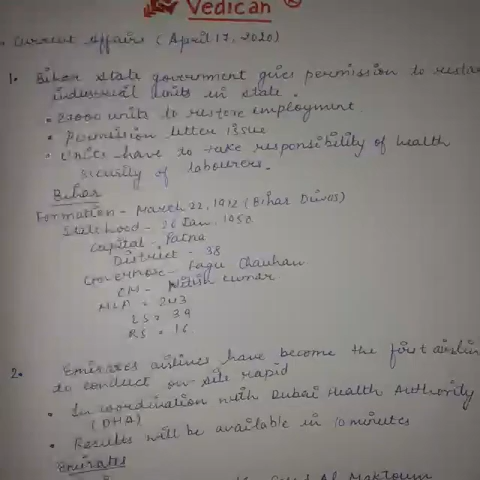 Vedican
Current Affairs (April 17, 2020)
1. Bihar state government gives permission to restar
industrial units in state.
• 27000 units to restore employment
• Permission letter issue
• Units have to take responsibility of health
security of labourers.
Bihar
Formation - March 22, 1912 (Bihar Diwas)
Statehood - 26 Jan, 1950
Capital - Patna
District - 38
Governor - Fagu Chauhan
CM - Nitish Kumar
MLA = 243
LS = 39
RS = 16
2. Emirates airlines have become the first airlin
to conduct on site rapid
• In coordination with Dubai Health Authority
(DHA)
• Results will be available in 10 minutes
Emirates
Al Maktoum